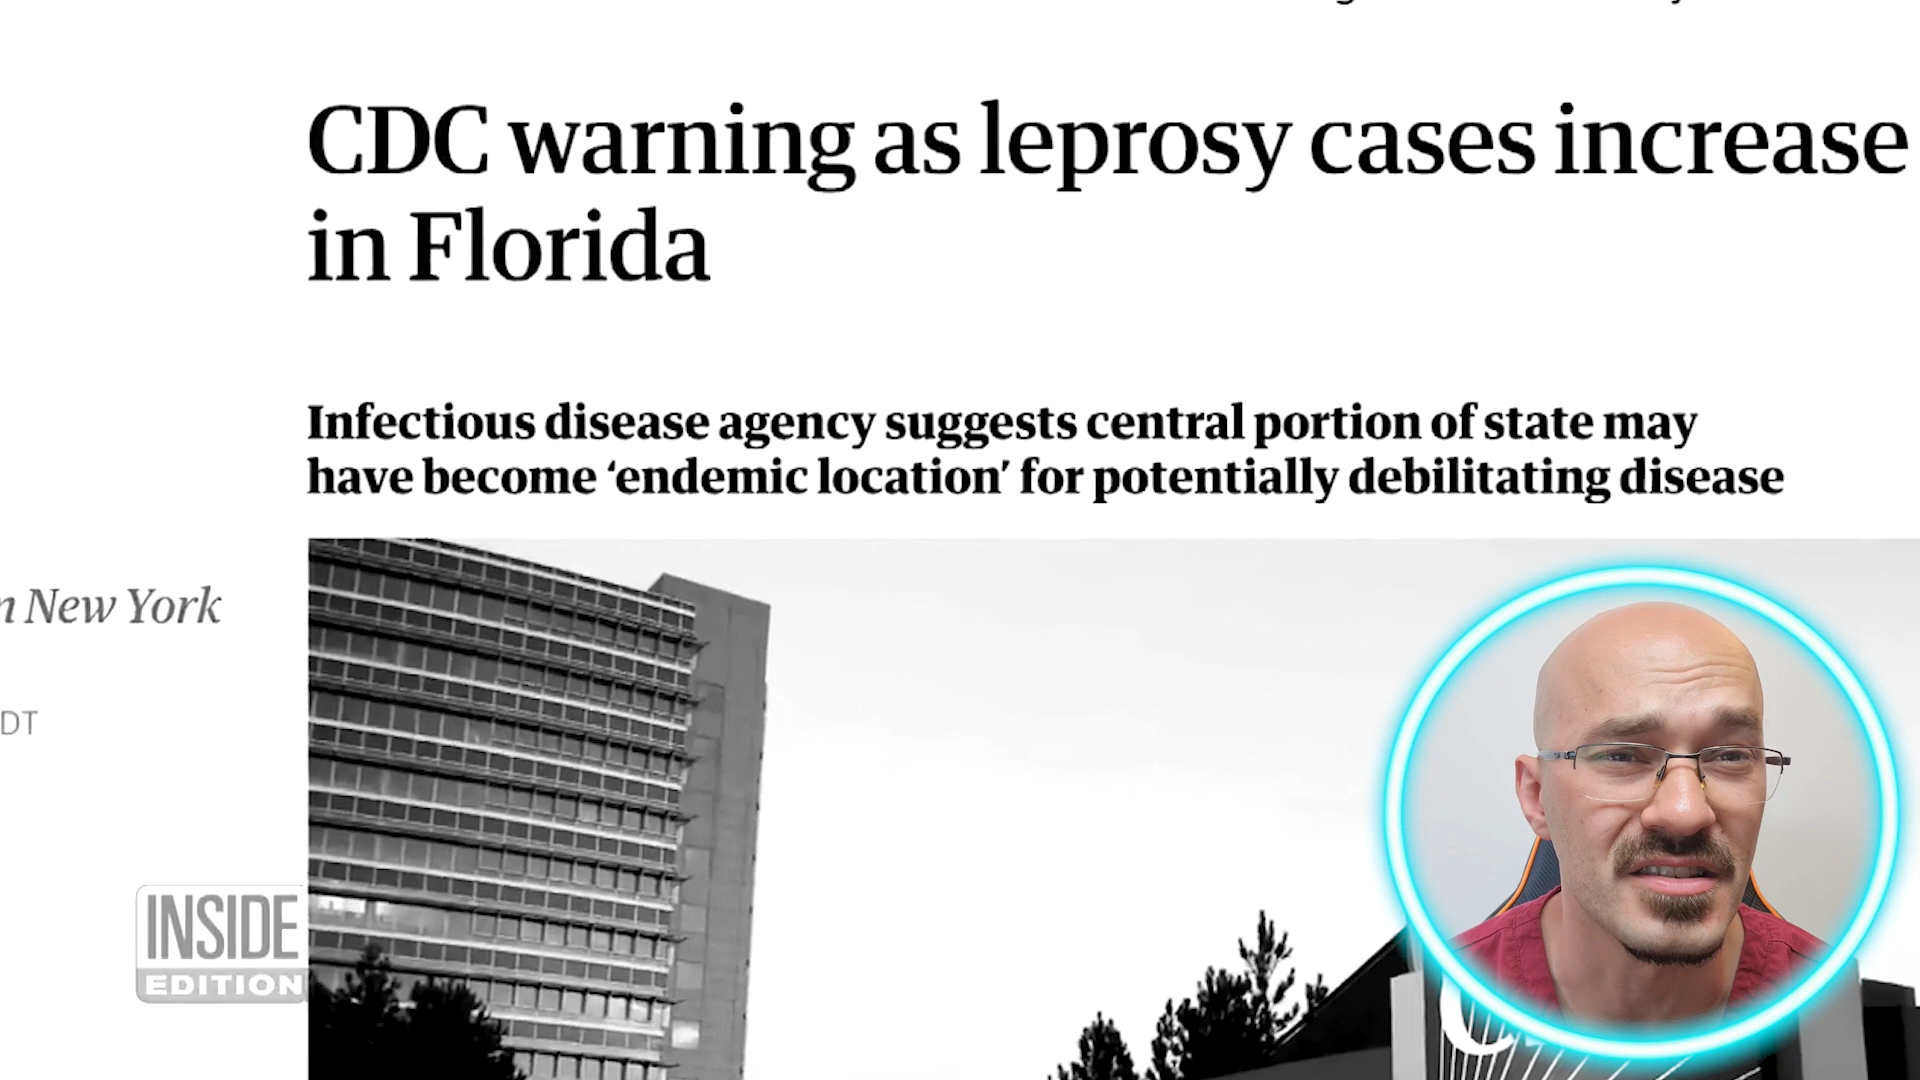 CDC warning as leprosy cases increase
in Florida
Infectious disease agency suggests central portion of state may
have become ‘endemic location’ for potentially debilitating disease
New York
DT
INSIDE
EDITION